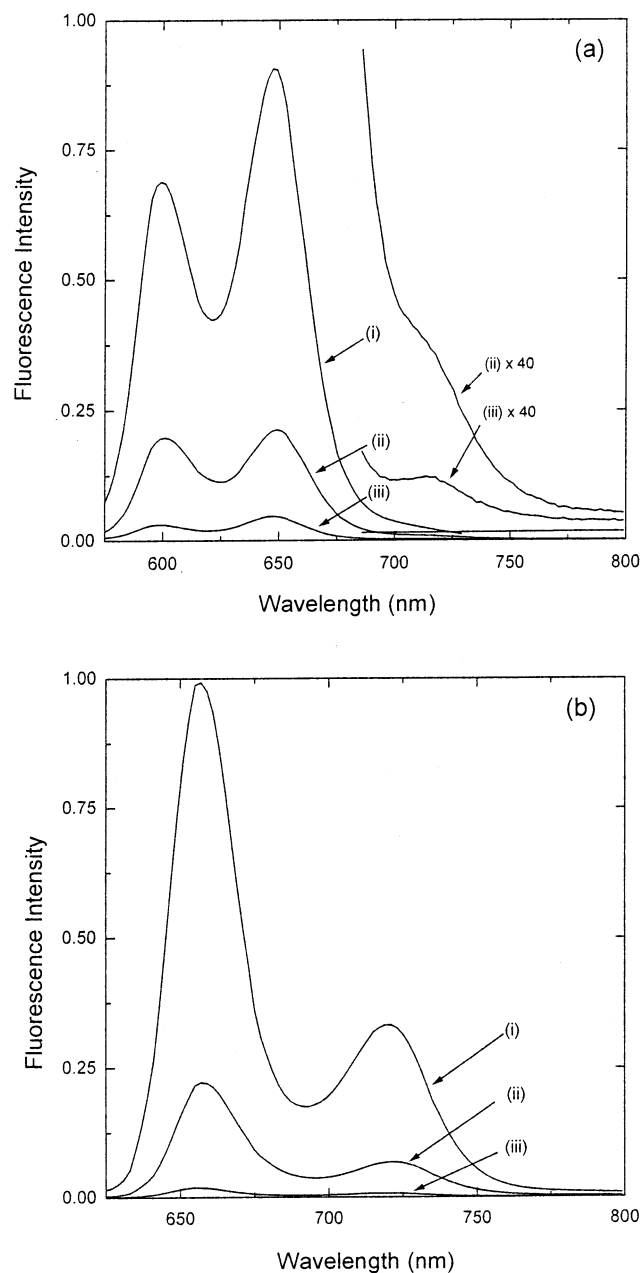 1.00
(a)
0.75
Fluorescence Intensity
0.50
(i)
(ii) x 40
(iii) x 40
0.25
(ii)
(iii)
0.00
600
650
700
750
800
Wavelength (nm)
1.00
(b)
0.75
Fluorescence Intensity
0.50
(i)
0.25
(ii)
(iii)
0.00
650
700
750
800
Wavelength (nm)